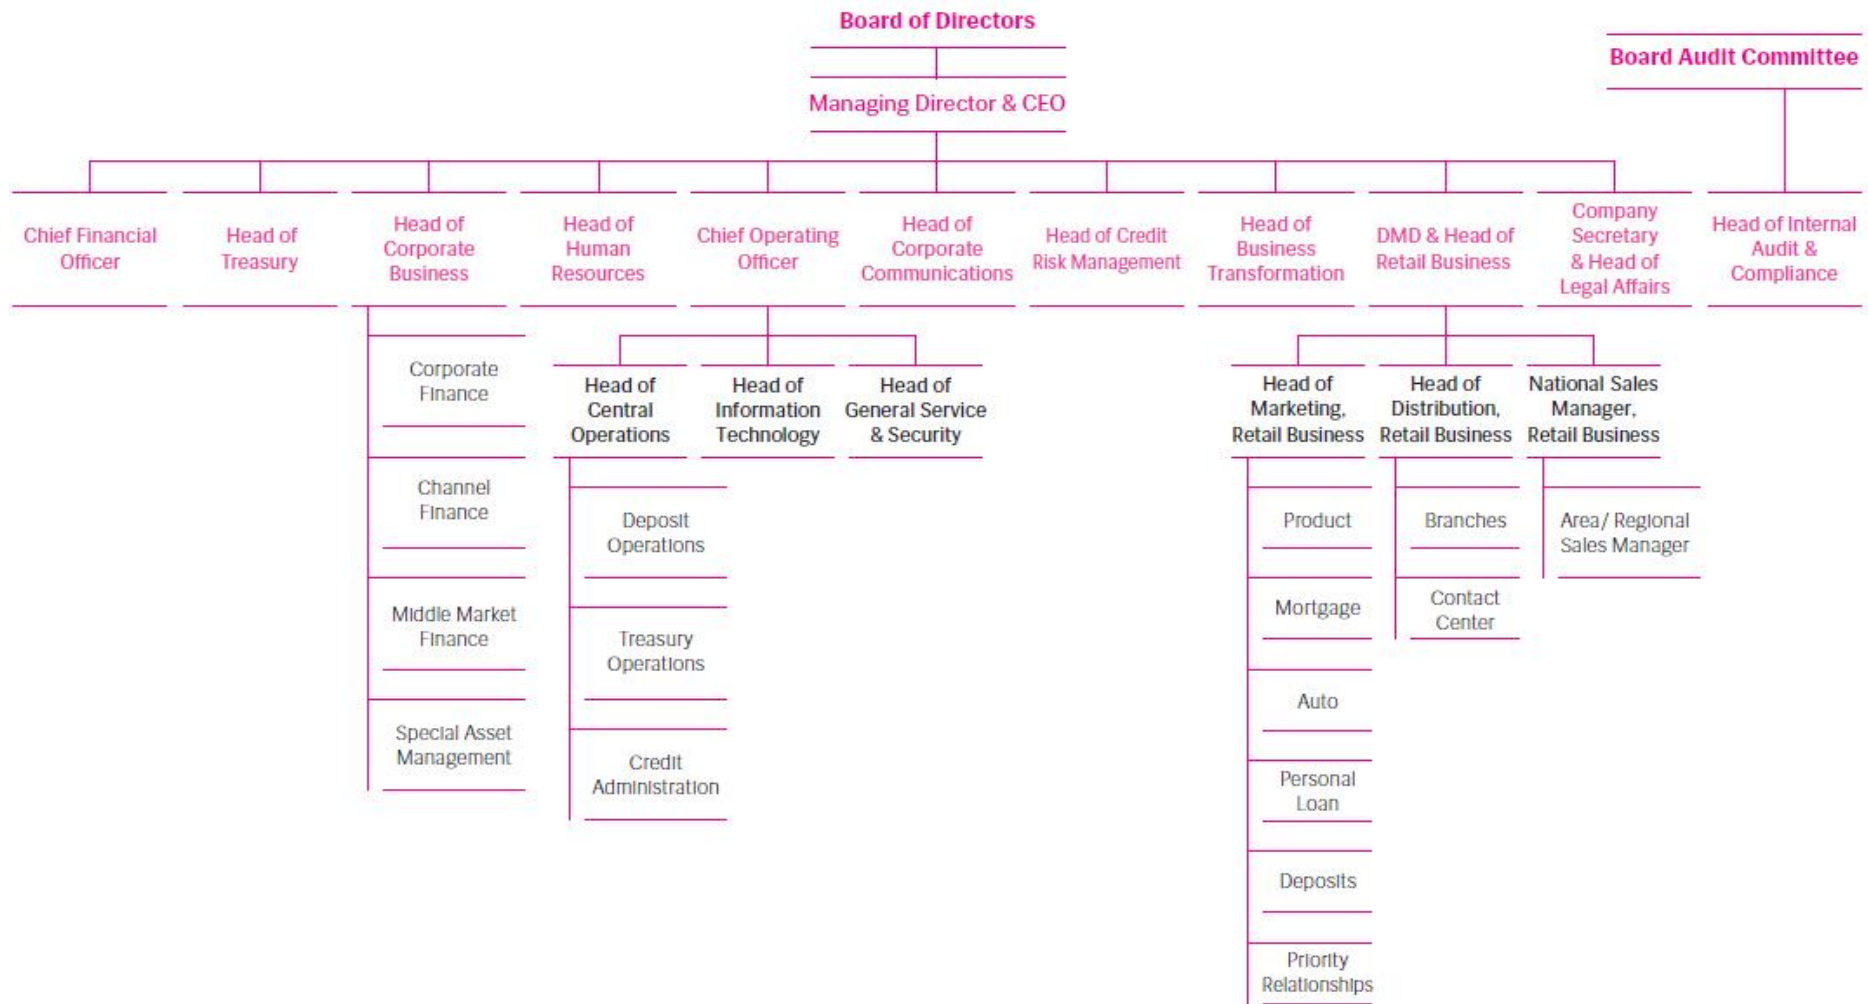 Board of Directors
Board Audit Committee
Managing Director & CEO
Chief Financial
Officer
Head of
Treasury
Head of
Corporate
Business
Head of
Human
Resources
Chief Operating
Officer
Head of
Corporate
Communications
Head of Credit
Risk Management
Head of
Business
Transformation
DMD & Head of
Retail Business
Company
Secretary
& Head of
Legal Affairs
Head of Internal
Audit &
Compliance
Corporate
Finance
Channel
Finance
Middle Market
Finance
Special Asset
Management
Head of
Central
Operations
Head of
Information
Technology
Head of
General Service
& Security
Deposit
Operations
Treasury
Operations
Credit
Administration
Head of
Marketing,
Retail Business
Head of
Distribution,
Retail Business
National Sales
Manager,
Retail Business
Product
Mortgage
Auto
Personal
Loan
Deposits
Priority
Relationships
Branches
Contact
Center
Area/ Regional
Sales Manager